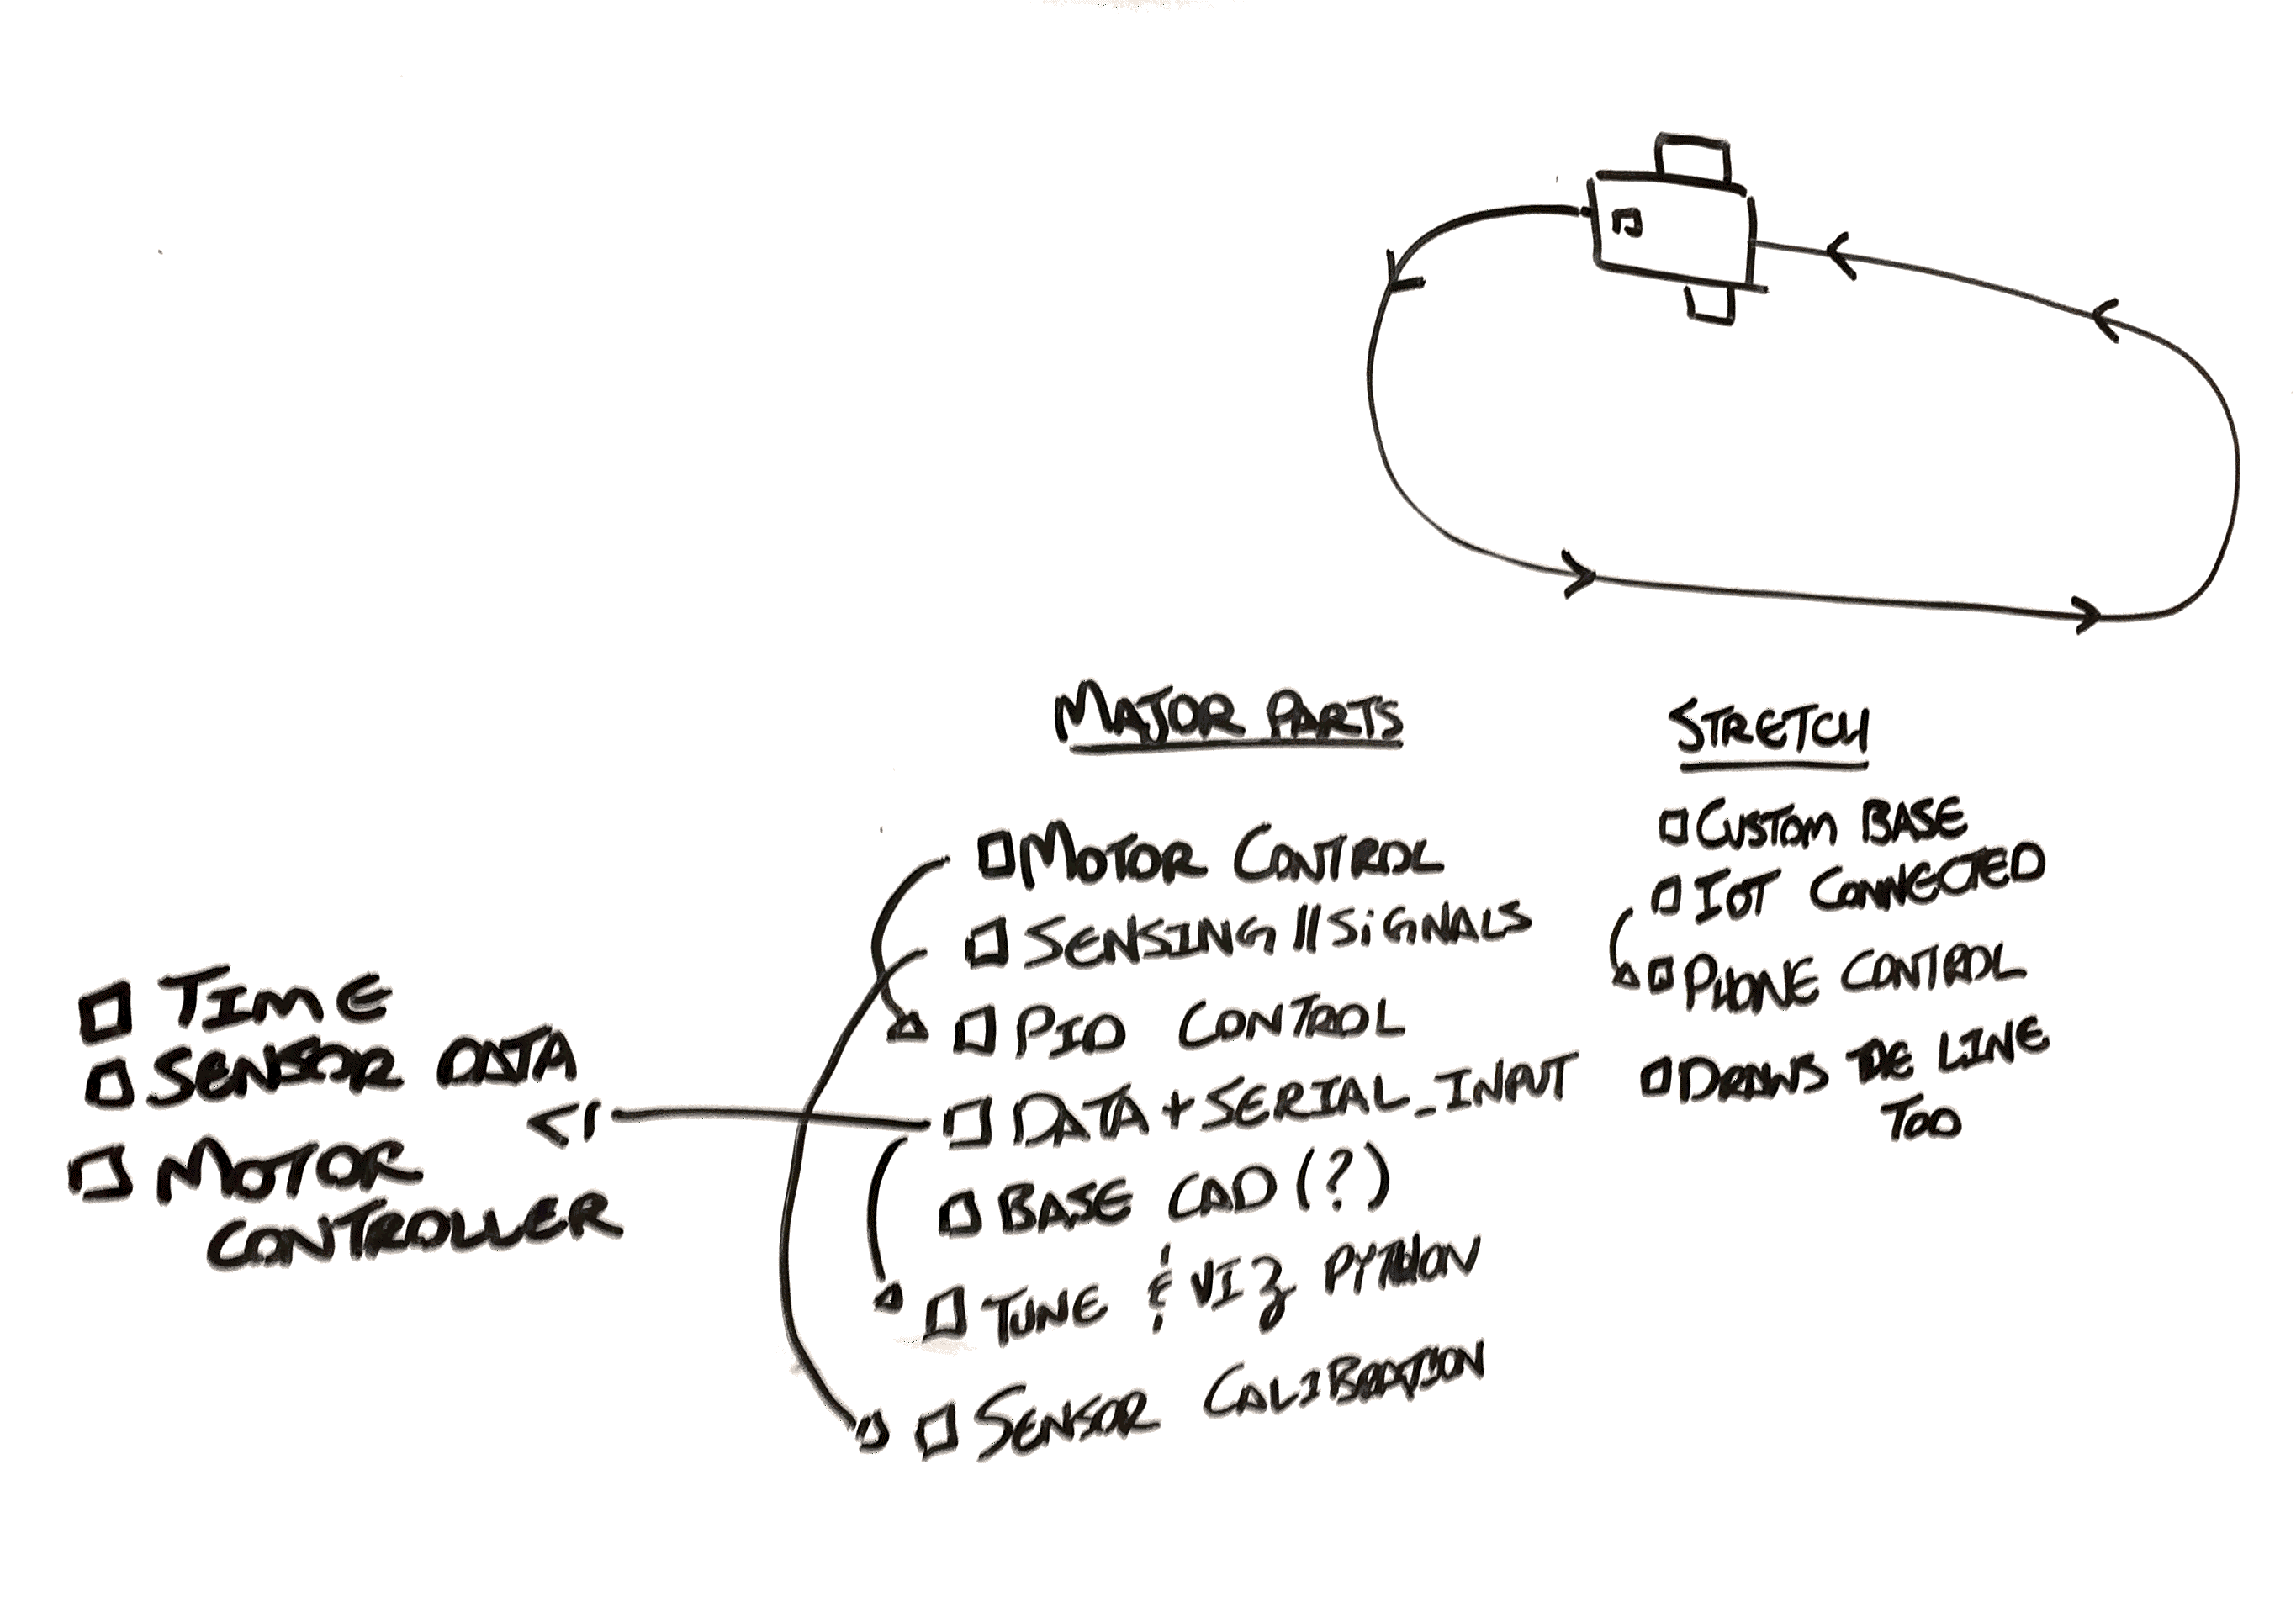 MAJOR PARTS
□ MOTOR CONTROL
□ SENSING // SiGNALS
□ PID CONTROL
□ DATA + SERIAL_INPUT
□ BASE CAD (?)
□ TUNE & VIZ PYTHON
□ SENSOR CALIBRATION
STRETCH
□ CUSTOM BASE
□ IOT CONNECTED
□ PHONE CONTROL
□ DRAWS THE LINE
TOO
□ TIME
□ SENSOR DATA
□ MOTOR
CONTROLLER